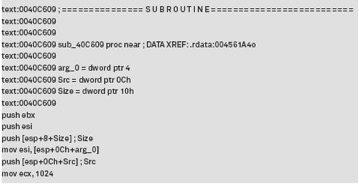 text:0040C609 ; =============== S U B R O U T I N E =========================
text:0040C609
text:0040C609
text:0040C609 sub_40C609 proc near ; DATA XREF: .rdata:004561A4o
text:0040C609
text:0040C609 arg_0 = dword ptr 4
text:0040C609 Src = dword ptr 0Ch
text:0040C609 Size = dword ptr 10h
text:0040C609
push ebx
push esi
push [esp+8+Size] ; Size
mov esi, [esp+0Ch+arg_0]
push [esp+0Ch+Src] ; Src
mov ecx, 1024